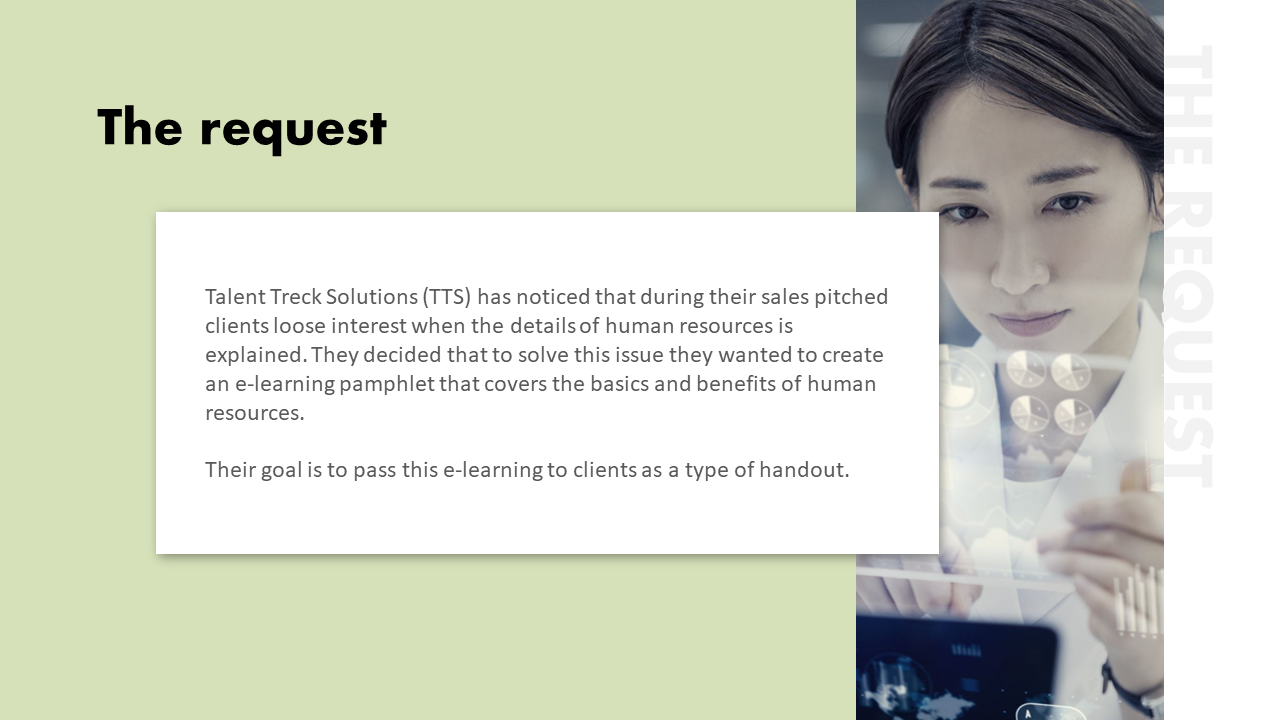 The request
Talent Treck Solutions (TTS) has noticed that during their sales pitched
clients loose interest when the details of human resources is
explained. They decided that to solve this issue they wanted to create
an e-learning pamphlet that covers the basics and benefits of human
resources.
Their goal is to pass this e-learning to clients as a type of handout.
THE REQUEST
A